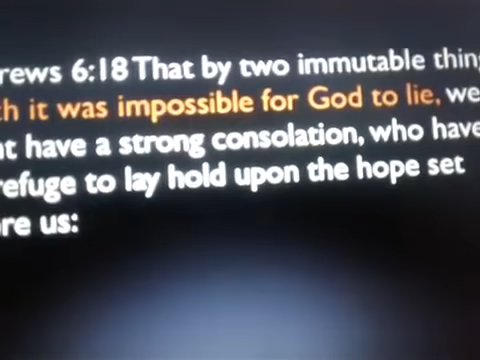 rews 6:18 That by two immutable thing
h it was impossible for God to lie, we
t have a strong consolation, who have
refuge to lay hold upon the hope set
re us: